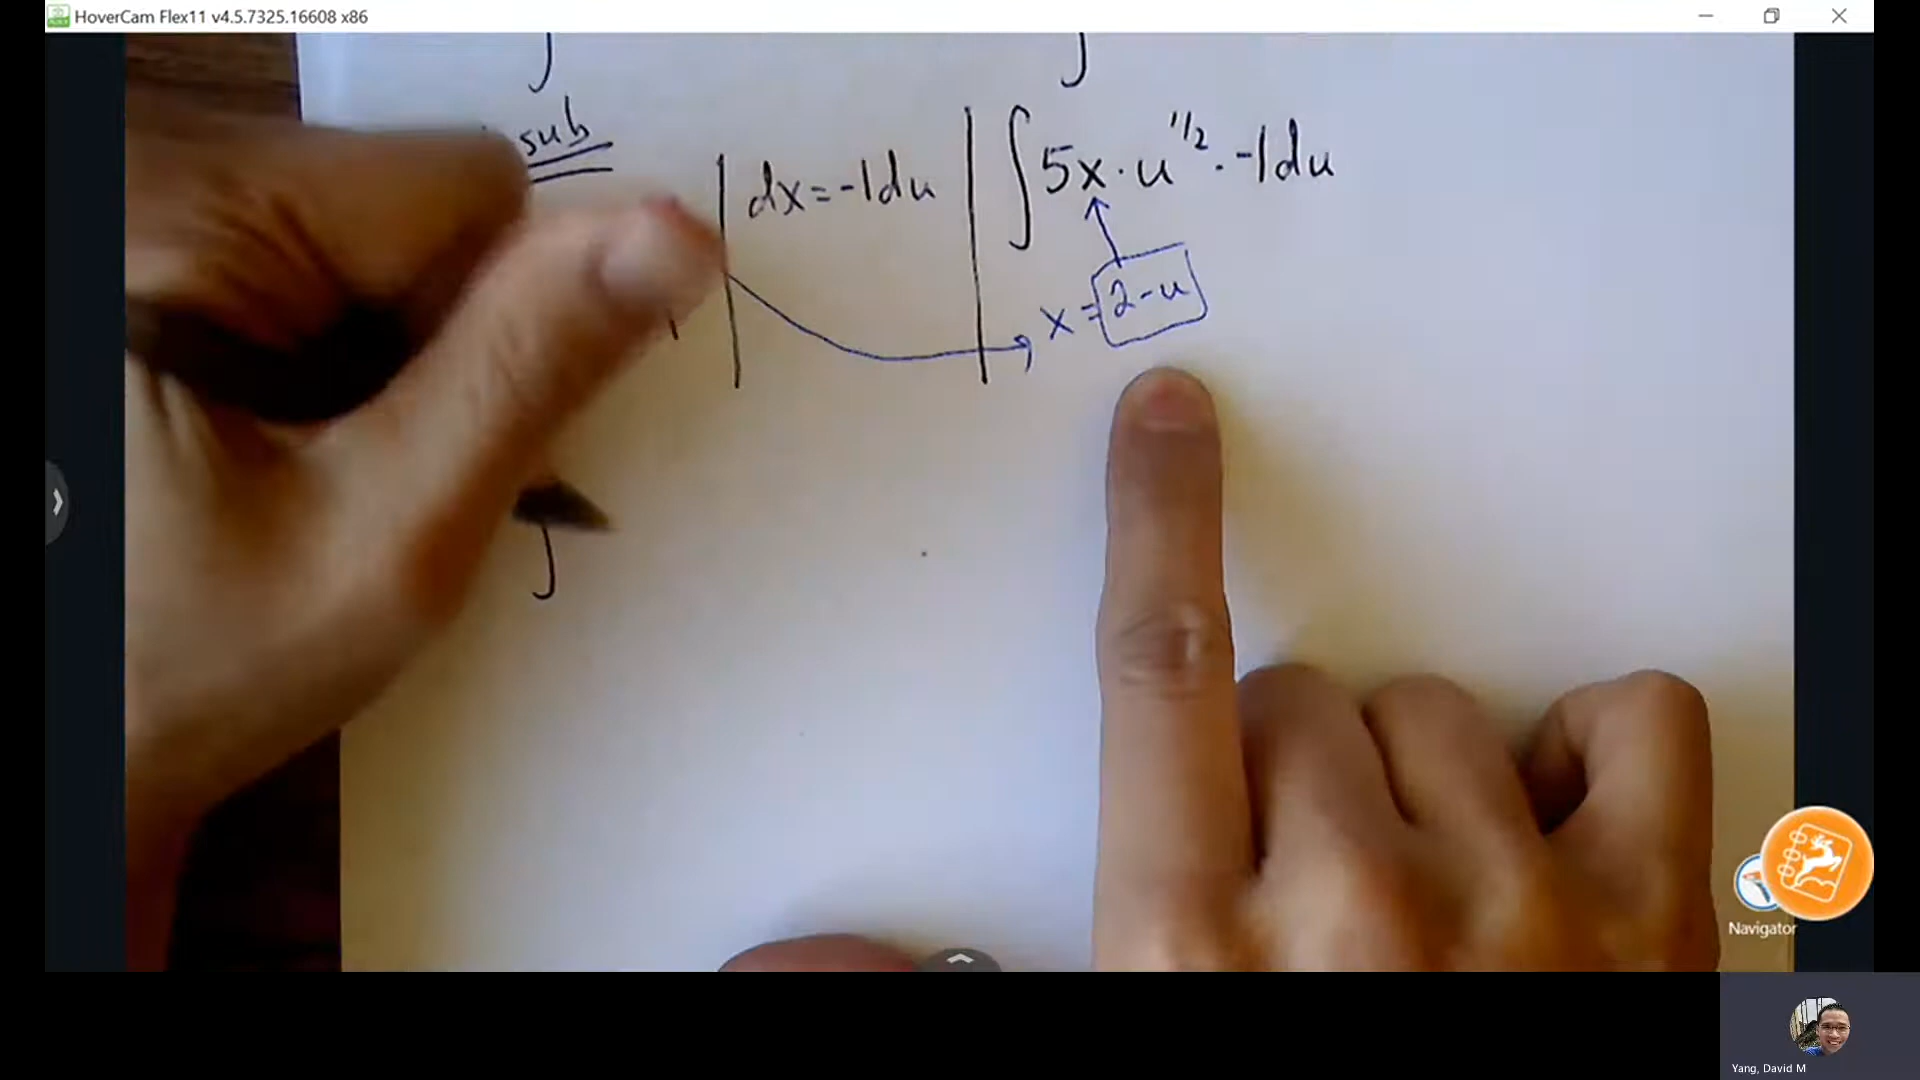 HoverCam Flex11 v4.5.7325.16608 x86
sub
dx = -1du
∫ 5x · u^1/2 · -1du
x = 2-u
Navigator
Yang, David M